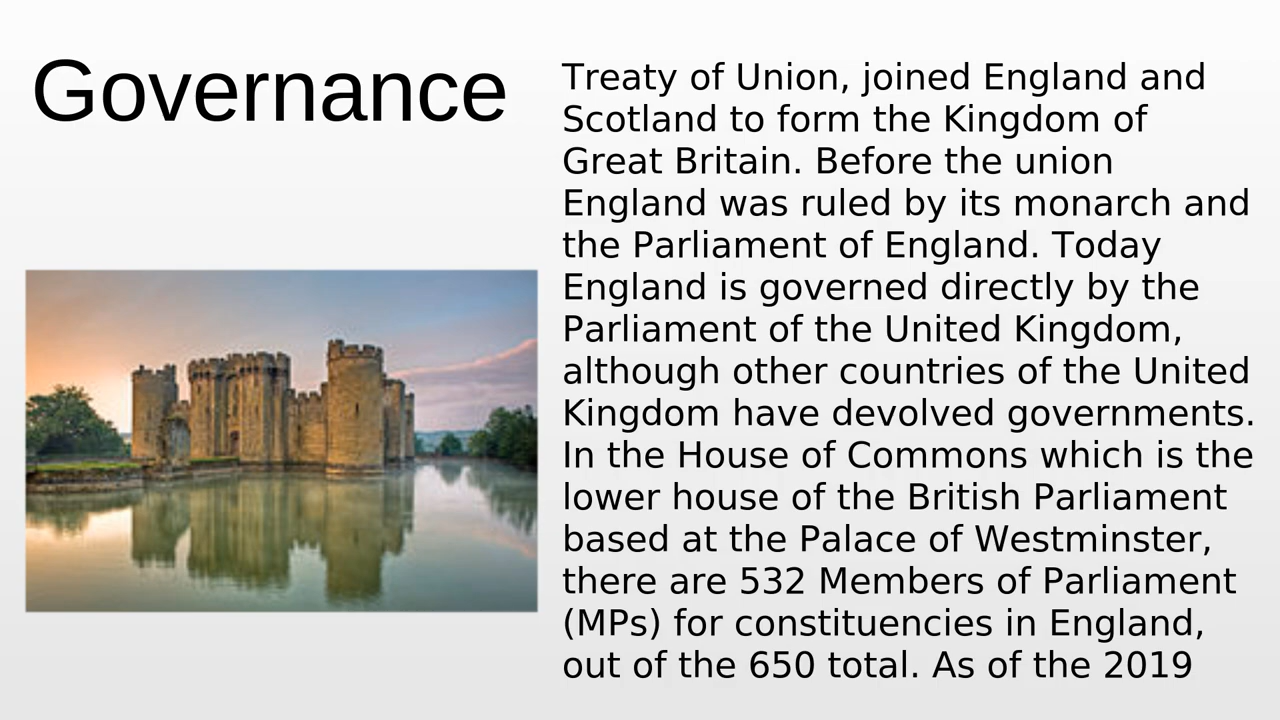 Governance
Treaty of Union, joined England and
Scotland to form the Kingdom of
Great Britain. Before the union
England was ruled by its monarch and
the Parliament of England. Today
England is governed directly by the
Parliament of the United Kingdom,
although other countries of the United
Kingdom have devolved governments.
In the House of Commons which is the
lower house of the British Parliament
based at the Palace of Westminster,
there are 532 Members of Parliament
(MPs) for constituencies in England,
out of the 650 total. As of the 2019